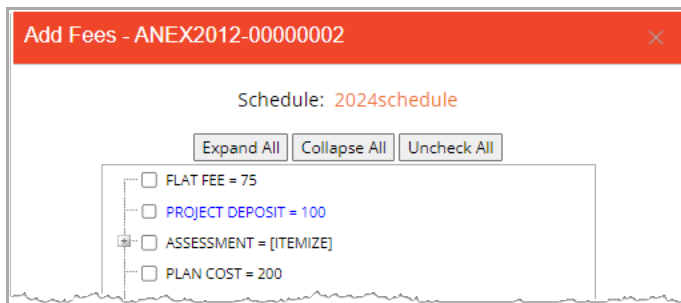 Add Fees - ANEX2012-00000002
Schedule: 2024schedule
Expand All Collapse All Uncheck All
FLAT FEE = 75
PROJECT DEPOSIT = 100
ASSESSMENT = [ITEMIZE]
PLAN COST = 200